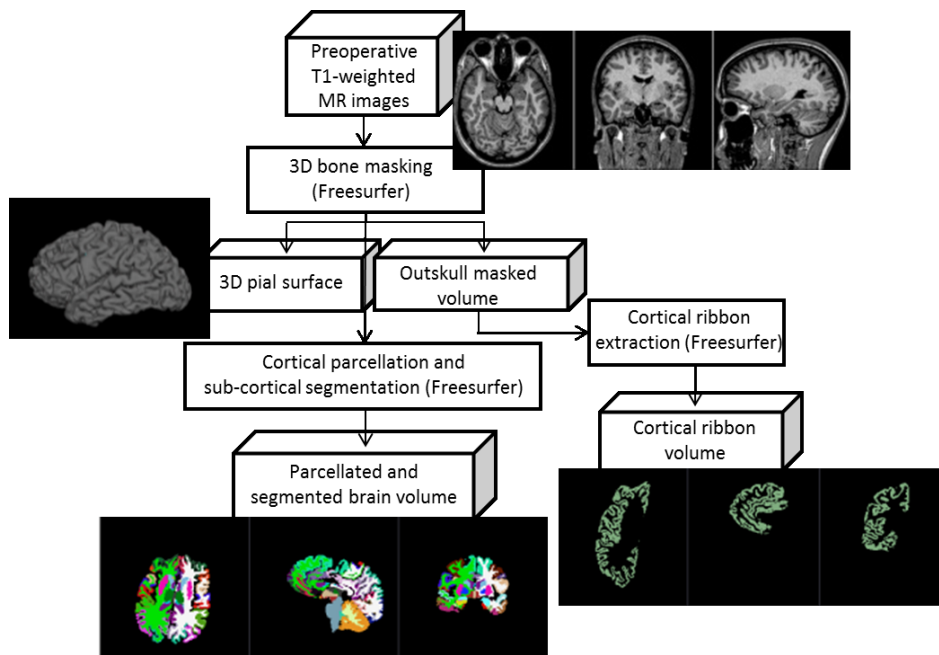 Preoperative
T1-weighted
MR images
3D bone masking
(Freesurfer)
3D pial surface
Outskull masked
volume
Cortical ribbon
extraction (Freesurfer)
Cortical parcellation and
sub-cortical segmentation (Freesurfer)
Cortical ribbon
volume
Parcellated and
segmented brain volume